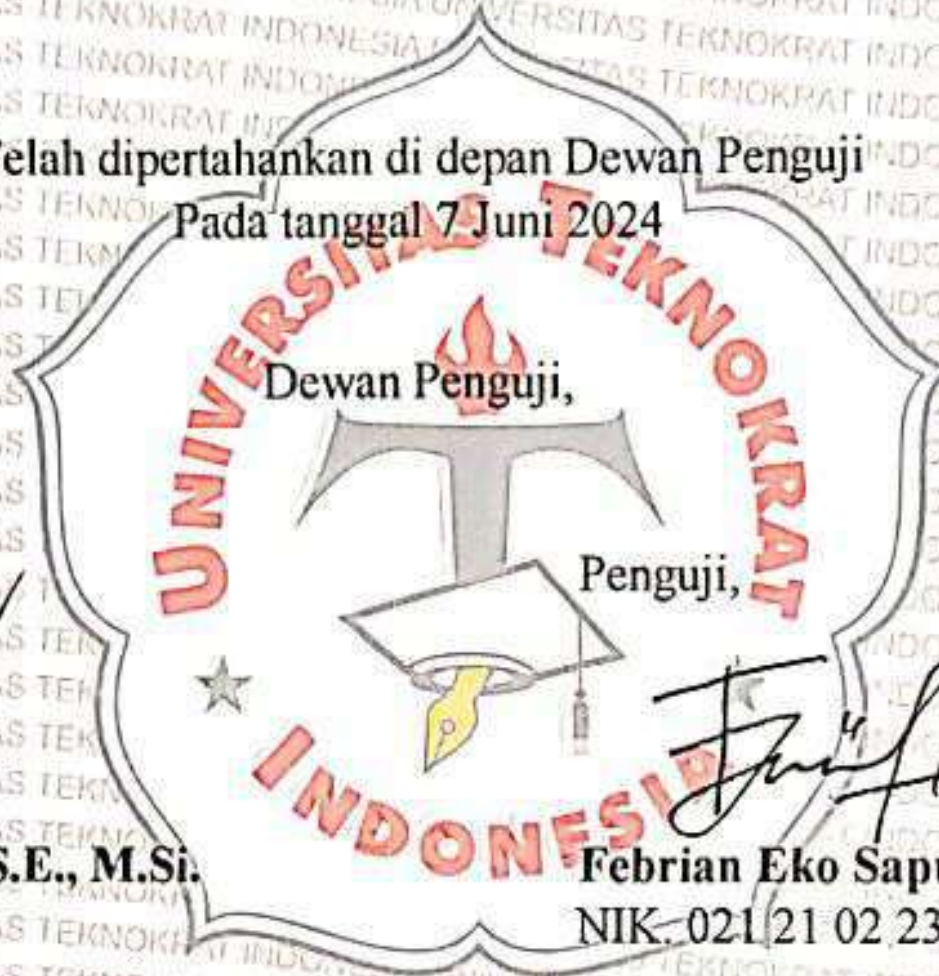 Telah dipertahankan di depan Dewan Penguji
Pada tanggal 7 Juni 2024
UNIVERSITAS TEKNOKRAT
INDONESIA
Dewan Penguji,
Penguji,
S.E., M.Si.
Febrian Eko Sapu
NIK. 021 21 02 23